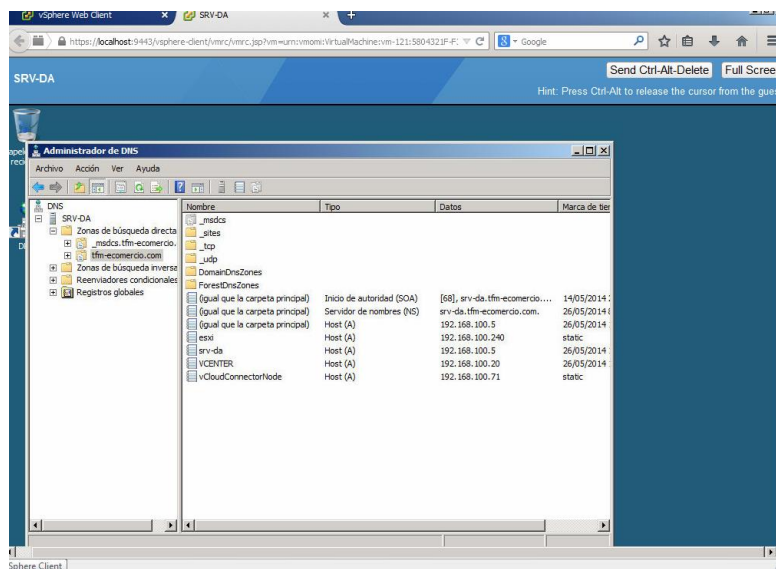 vSphere Web Client
SRV-DA
https://localhost:9443/vsphere-client/vmrc/vmrc.jsp?vm=urn:vmomi:VirtualMachine:vm-121:5804321F-F:
Google
SRV-DA
Send Ctrl-Alt-Delete
Full Scree
Hint: Press Ctrl-Alt to release the cursor from the gues
Administrador de DNS
Archivo Acción Ver Ayuda
DNS
SRV-DA
Zonas de búsqueda directa
_msdcs.tfm-ecomercio.
tfm-ecomercio.com
Zonas de búsqueda inversa
Reenviadores condicionales
Registros globales
Nombre Tipo Datos Marca de tier
_msdcs
_sites
_tcp
_udp
DomainDnsZones
ForestDnsZones
(igual que la carpeta principal) Inicio de autoridad (SOA) [68], srv-da.tfm-ecomerc.... 14/05/2014
(igual que la carpeta principal) Servidor de nombres (NS) srv-da.tfm-ecomercio.com. 26/05/2014
(igual que la carpeta principal) Host (A) 192.168.100.5 26/05/2014
esxi Host (A) 192.168.100.240 static
srv-da Host (A) 192.168.100.5 26/05/2014
VCENTER Host (A) 192.168.100.20 26/05/2014
vCloudConnectorNode Host (A) 192.168.100.71 static
Sphere Client